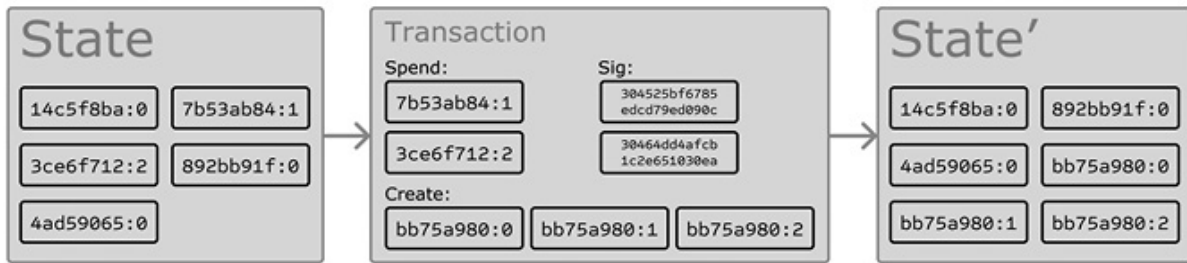 State
14c5f8ba:0 7b53ab84:1
3ce6f712:2 892bb91f:0
4ad59065:0
Transaction
Spend: Sig:
7b53ab84:1 304525bf6785
edcd79ed090c
3ce6f712:2 30464dd4afcb
1c2e651030ea
Create:
bb75a980:0 bb75a980:1 bb75a980:2
State’
14c5f8ba:0 892bb91f:0
4ad59065:0 bb75a980:0
bb75a980:1 bb75a980:2